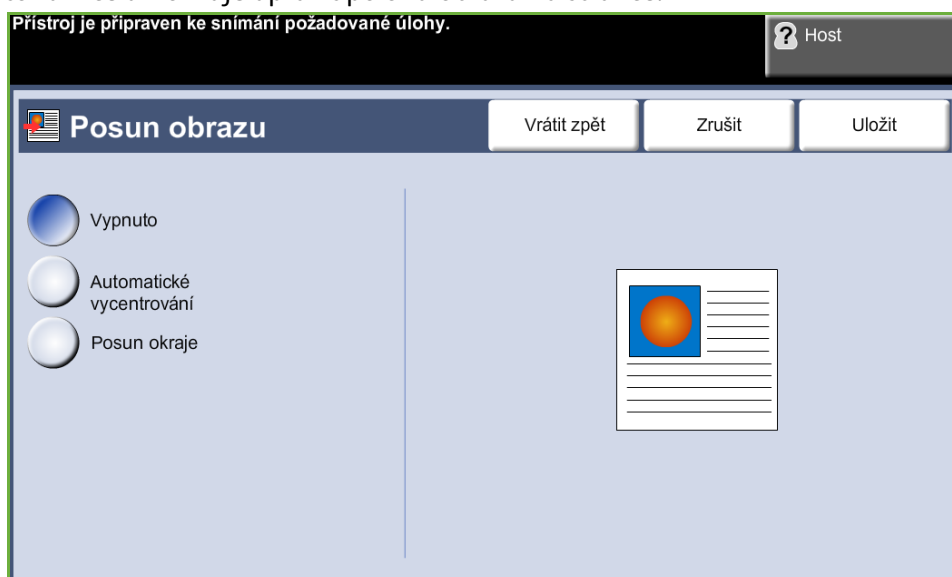 Přístroj je připraven ke snímání požadované úlohy.
Host
Posun obrazu
Vrátit zpět
Zrušit
Uložit
Vypnuto
Automatické
vycentrování
Posun okraje